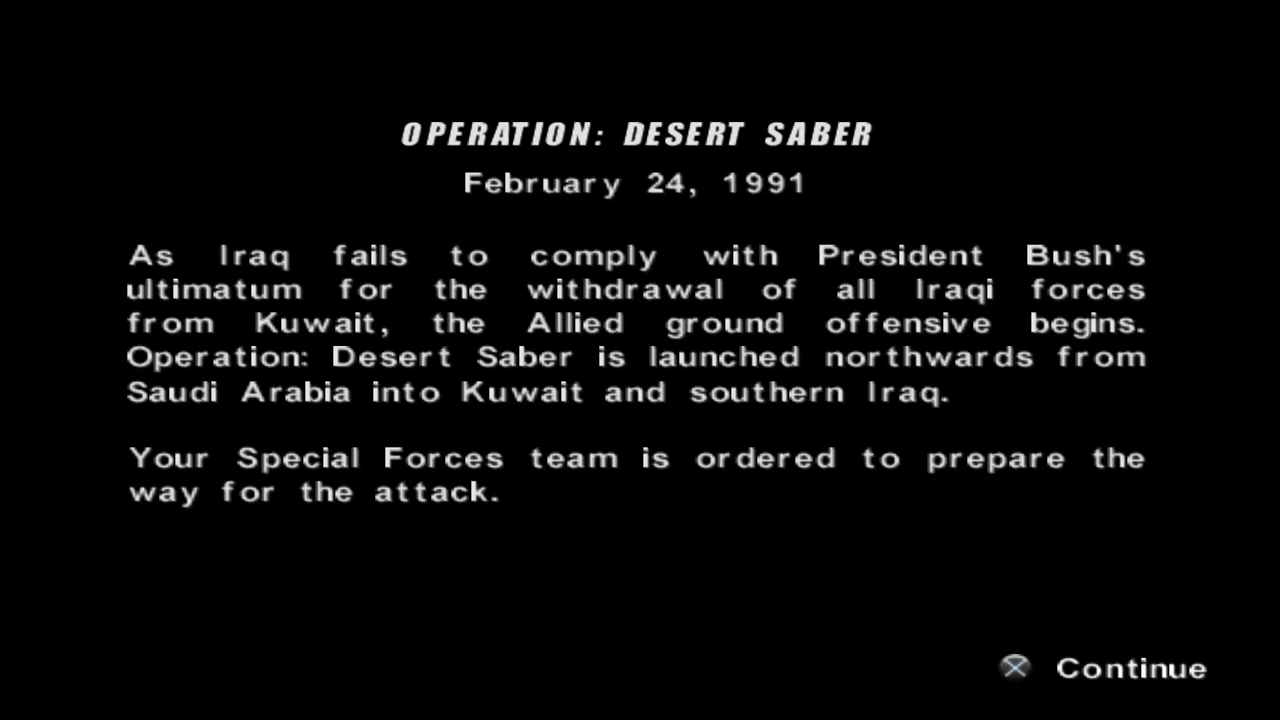 OPERATION: DESERT SABER
February 24, 1991
As Iraq fails to comply with President Bush's
ultimatum for the withdrawal of all Iraqi forces
from Kuwait, the Allied ground offensive begins.
Operation: Desert Saber is launched northwards from
Saudi Arabia into Kuwait and southern Iraq.
Your Special Forces team is ordered to prepare the
way for the attack.
Continue